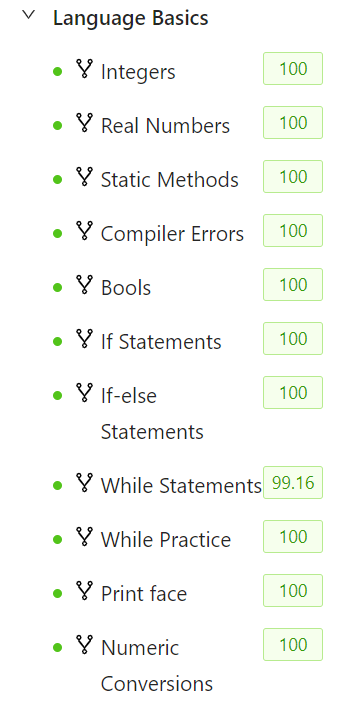 Language Basics
Integers 100
Real Numbers 100
Static Methods 100
Compiler Errors 100
Bools 100
If Statements 100
If-else 100
Statements
While Statements 99.16
While Practice 100
Print face 100
Numeric 100
Conversions